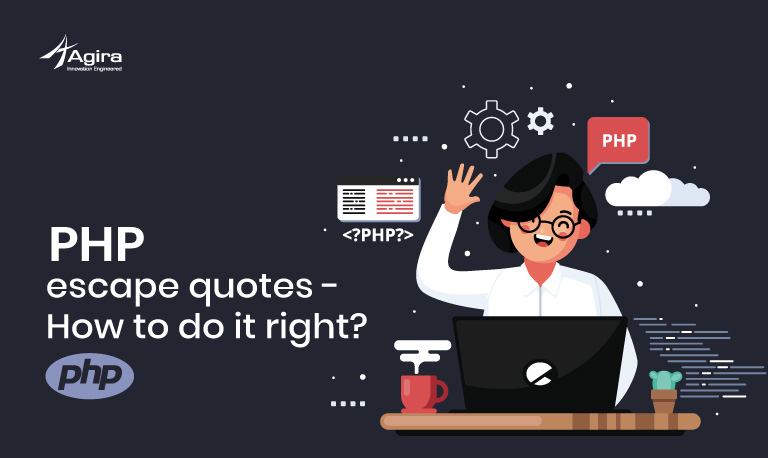 Agira
Innovation Engineered
PHP
<?PHP?>
PHP
escape quotes -
How to do it right?
php